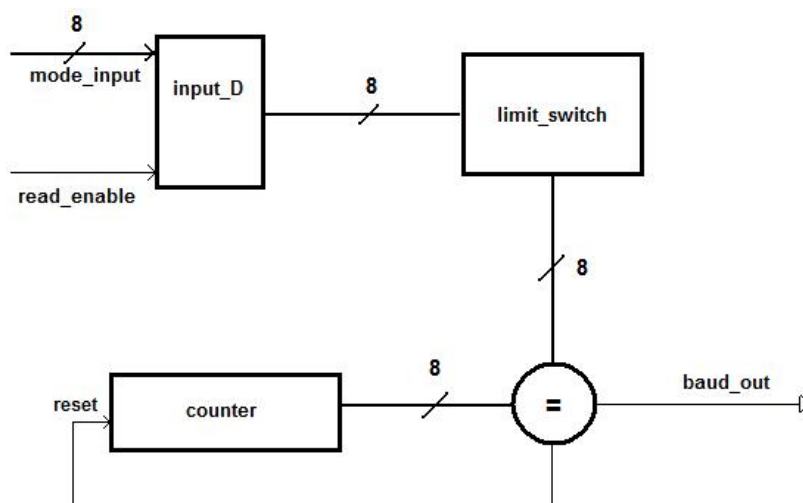 8
mode_input
input_D
8
limit_switch
read_enable
8
8
baud_out
reset
counter
=